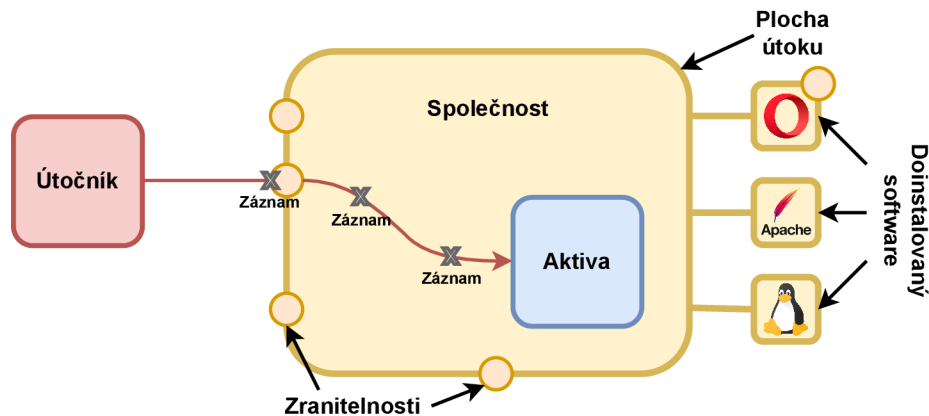 Plocha
útoku
Společnost
Útočník
Záznam
Záznam
Záznam
Aktiva
Apache
Doinstalovaný
software
Zranitelnosti